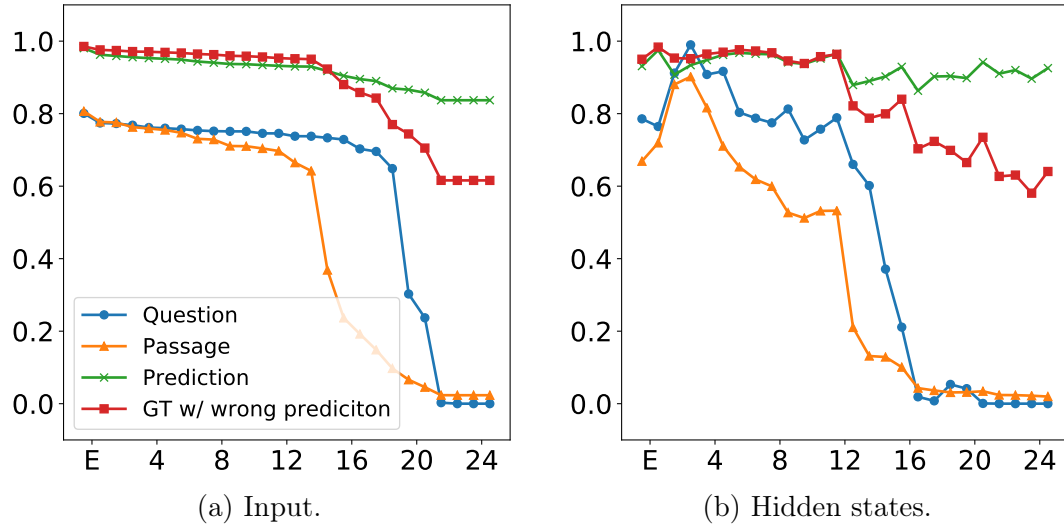 1.0
0.8
0.6
0.4
0.2
0.0
Question
Passage
Prediction
GT w/ wrong prediciton
E 4 8 12 16 20 24
(a) Input.
1.0
0.8
0.6
0.4
0.2
0.0
E 4 8 12 16 20 24
(b) Hidden states.